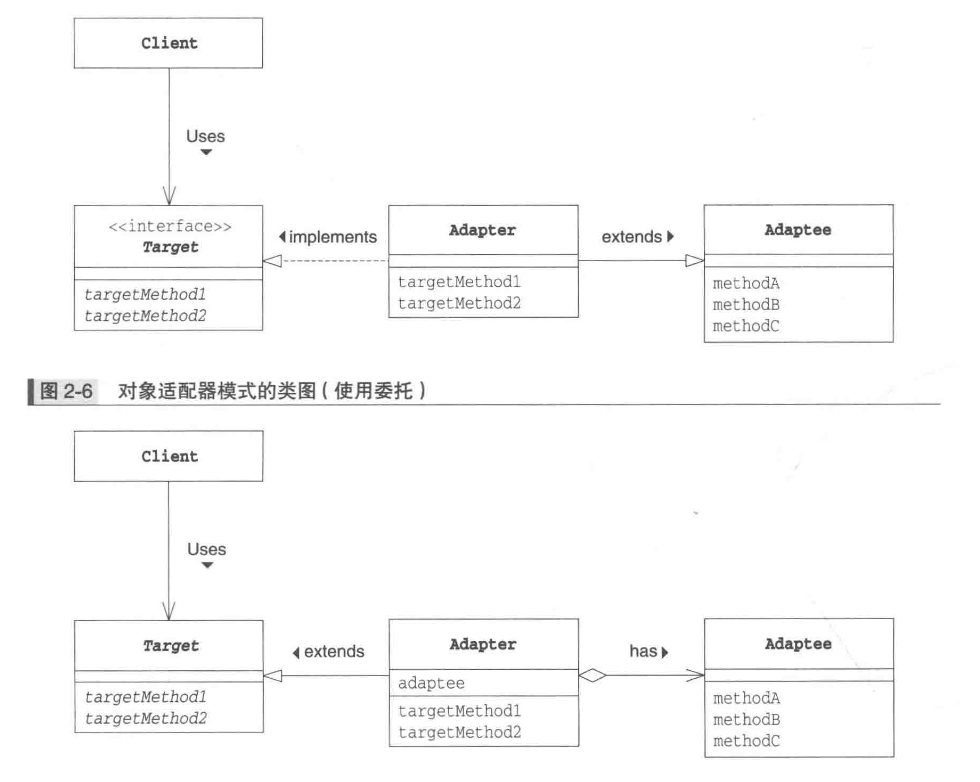 Client
Uses
<<interface>>
Target
targetMethod1
targetMethod2
implements
Adapter
targetMethod1
targetMethod2
extends
Adaptee
methodA
methodB
methodC
图 2-6 对象适配器模式的类图(使用委托)
Client
Uses
Target
targetMethod1
targetMethod2
extends
Adapter
adaptee
targetMethod1
targetMethod2
has
Adaptee
methodA
methodB
methodC